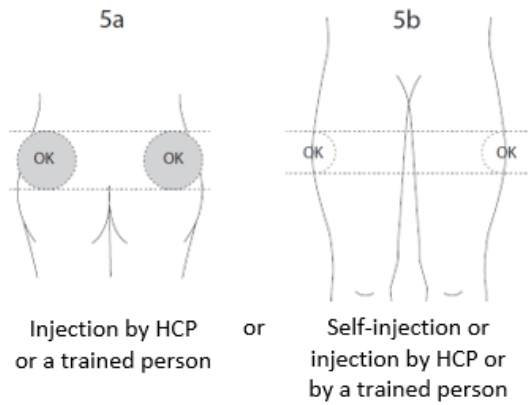 5a
5b
OK
OK
OK
OK
Injection by HCP
or a trained person
or
Self-injection or
injection by HCP or
by a trained person